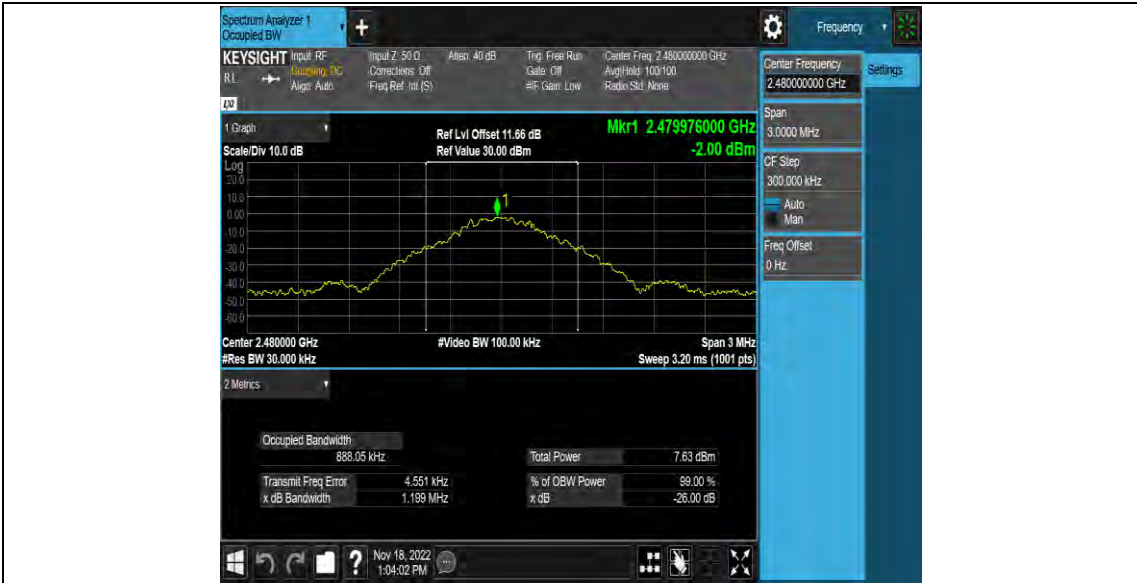 Spectrum Analyzer 1
Occupied BW
+
Frequency
KEYSIGHT Input: RF
Input Z: 50 Ω
Atten: 40 dB
Trig: Free Run
Center Freq: 2.480000000 GHz
RL
Coupling: DC
Corrections: Off
Gate: Off
Avg|Hold: 100/100
Align: Auto
Freq Ref: Int (S)
#IF Gain: Low
Radio Std: None
LXI
Center Frequency
2.480000000 GHz
Settings
Span
3.0000 MHz
CF Step
300.000 kHz
Auto
Man
Freq Offset
0 Hz
1 Graph
Ref Lvl Offset 11.66 dB
Mkr1 2.479976000 GHz
Scale/Div 10.0 dB
Ref Value 30.00 dBm
-2.00 dBm
Log
20.0
10.0
1
0.00
-10.0
-20.0
-30.0
-40.0
-50.0
-60.0
Center 2.480000 GHz
#Video BW 100.00 kHz
Span 3 MHz
#Res BW 30.000 kHz
Sweep 3.20 ms (1001 pts)
2 Metrics
Occupied Bandwidth
888.05 kHz
Total Power 7.63 dBm
Transmit Freq Error 4.551 kHz
% of OBW Power 99.00 %
x dB Bandwidth 1.199 MHz
x dB -26.00 dB
?
Nov 18, 2022
1:04:02 PM